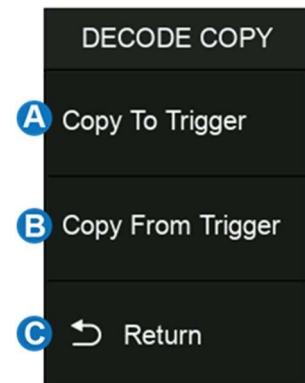 DECODE COPY
A Copy To Trigger
B Copy From Trigger
C Return